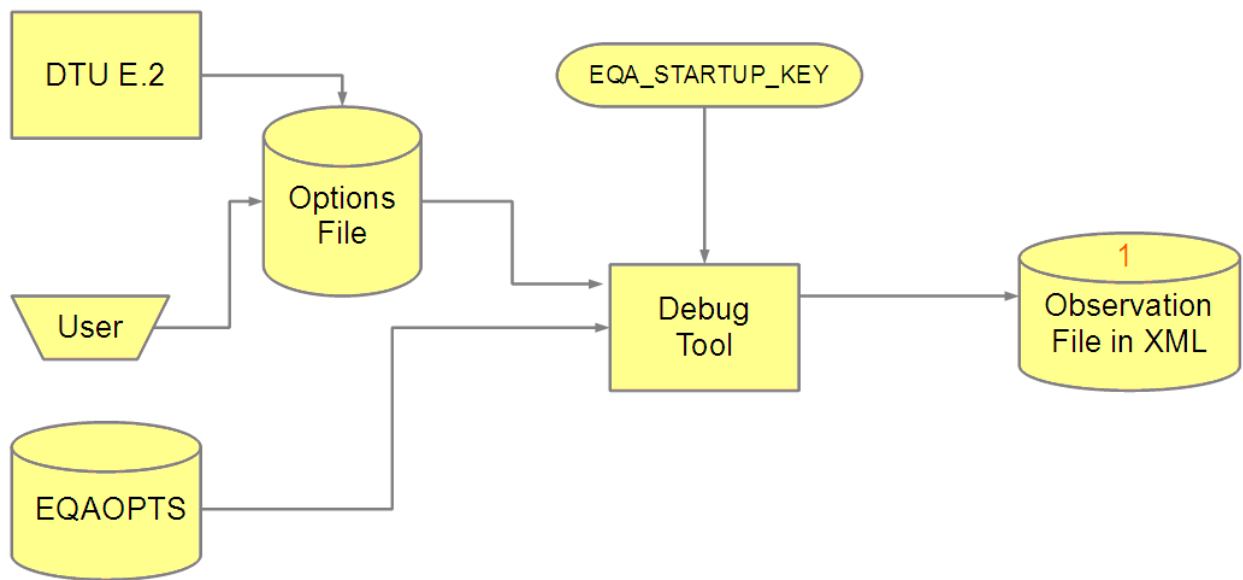 DTU E.2
EQA_STARTUP_KEY
Options
File
1
Observation
File in XML
User
Debug
Tool
EQAOPTS